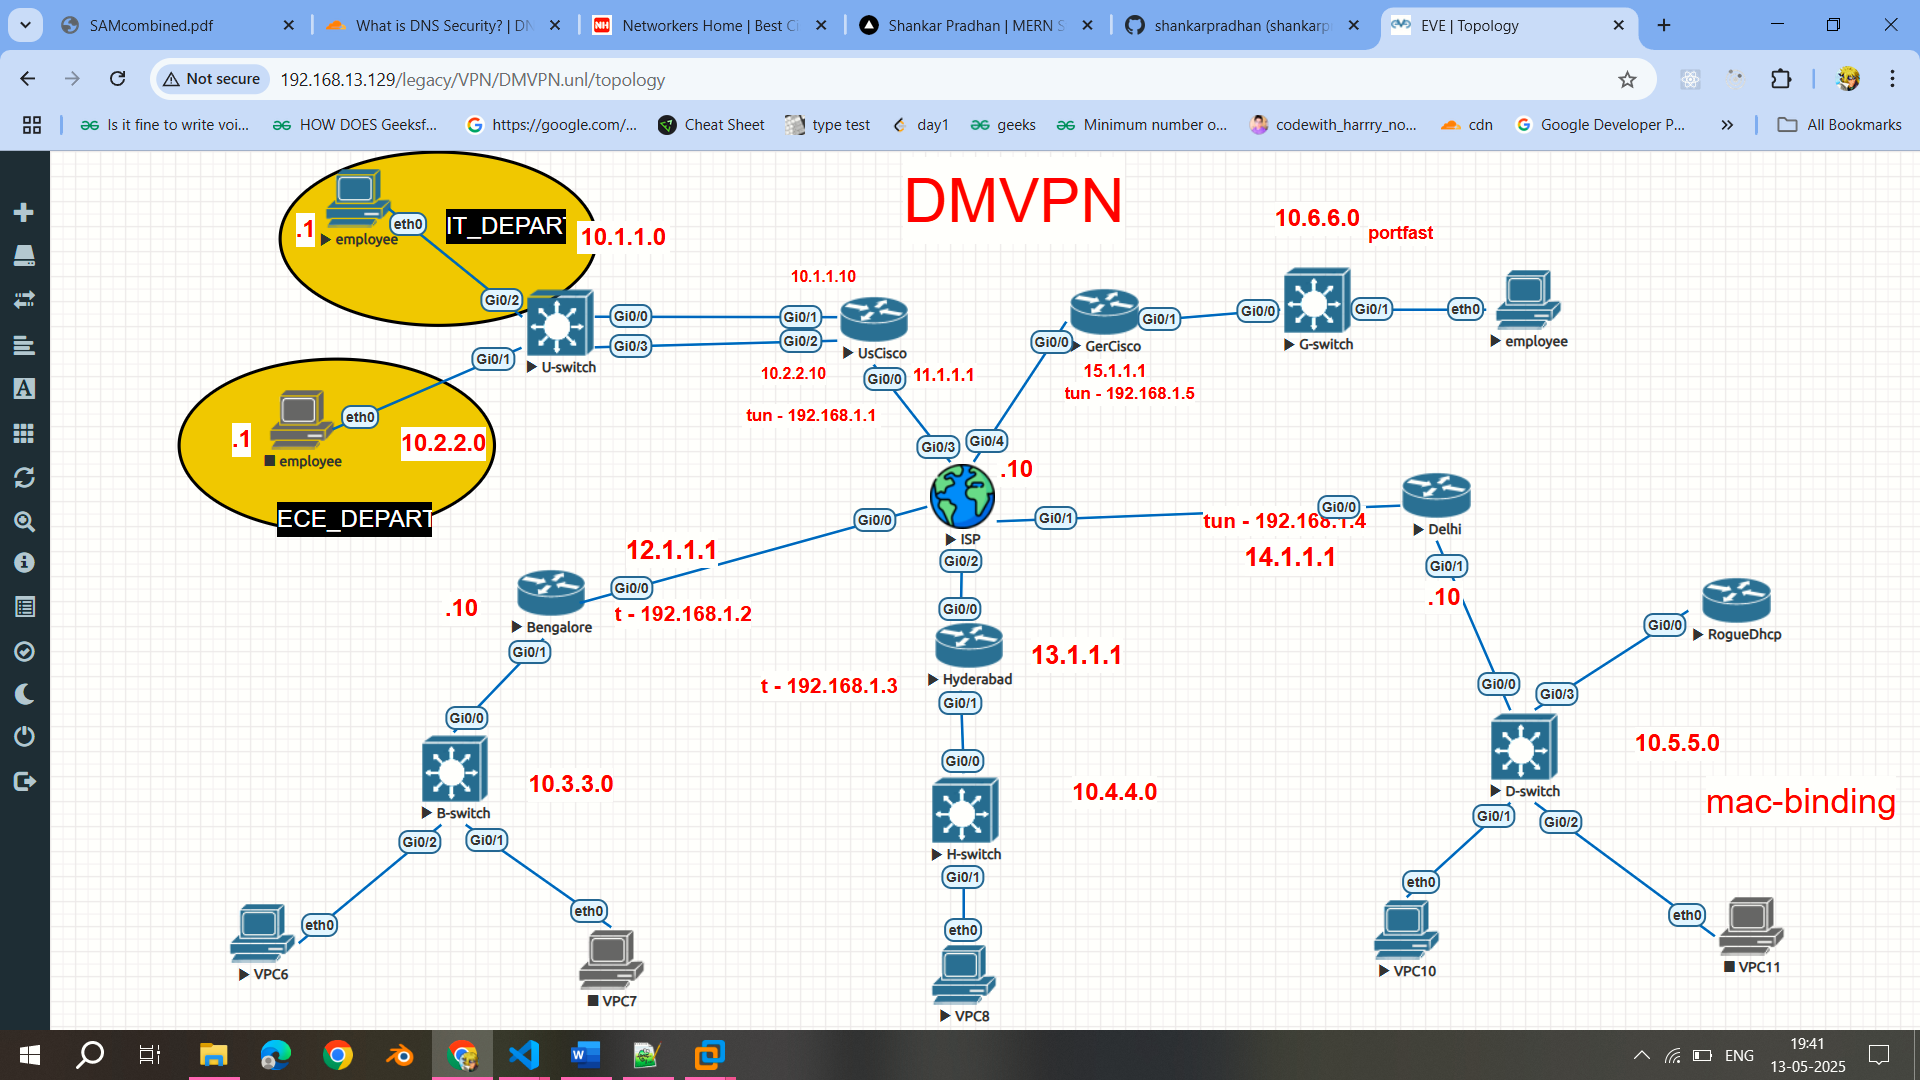 SAMcombined.pdf
What is DNS Security? | DN
Networkers Home | Best Ci
Shankar Pradhan | MERN S
shankarpradhan (shankarpr
EVE | Topology
Not secure
192.168.13.129/legacy/VPN/DMVPN.unl/topology
Is it fine to write voi...
HOW DOES Geeksf...
https://google.com/...
Cheat Sheet
type test
day1
geeks
Minimum number o...
codewith_harrry_no...
cdn
Google Developer P...
All Bookmarks
DMVPN
.1
employee
eth0
IT_DEPART
10.1.1.0
10.6.6.0
portfast
10.1.1.10
Gi0/2
Gi0/0
Gi0/1
Gi0/3
Gi0/2
U-switch
UsCisco
Gi0/0
GerCisco
Gi0/1
Gi0/0
Gi0/1
eth0
G-switch
employee
Gi0/1
10.2.2.10
Gi0/0
11.1.1.1
15.1.1.1
tun - 192.168.1.5
tun - 192.168.1.1
.1
employee
eth0
10.2.2.0
ECE_DEPART
Gi0/3
Gi0/4
.10
ISP
Gi0/0
Gi0/1
Gi0/2
tun - 192.168.1.4
Gi0/0
Delhi
14.1.1.1
Gi0/1
.10
12.1.1.1
Gi0/0
.10
Bengalore
t - 192.168.1.2
Gi0/1
Gi0/0
Hyderabad
13.1.1.1
t - 192.168.1.3
Gi0/1
Gi0/0
RogueDhcp
Gi0/0
Gi0/3
Gi0/0
B-switch
10.3.3.0
Gi0/0
H-switch
10.4.4.0
D-switch
10.5.5.0
mac-binding
Gi0/2
Gi0/1
Gi0/1
Gi0/1
Gi0/2
eth0
VPC6
eth0
VPC7
eth0
VPC8
eth0
VPC10
eth0
VPC11
ENG
19:41
13-05-2025